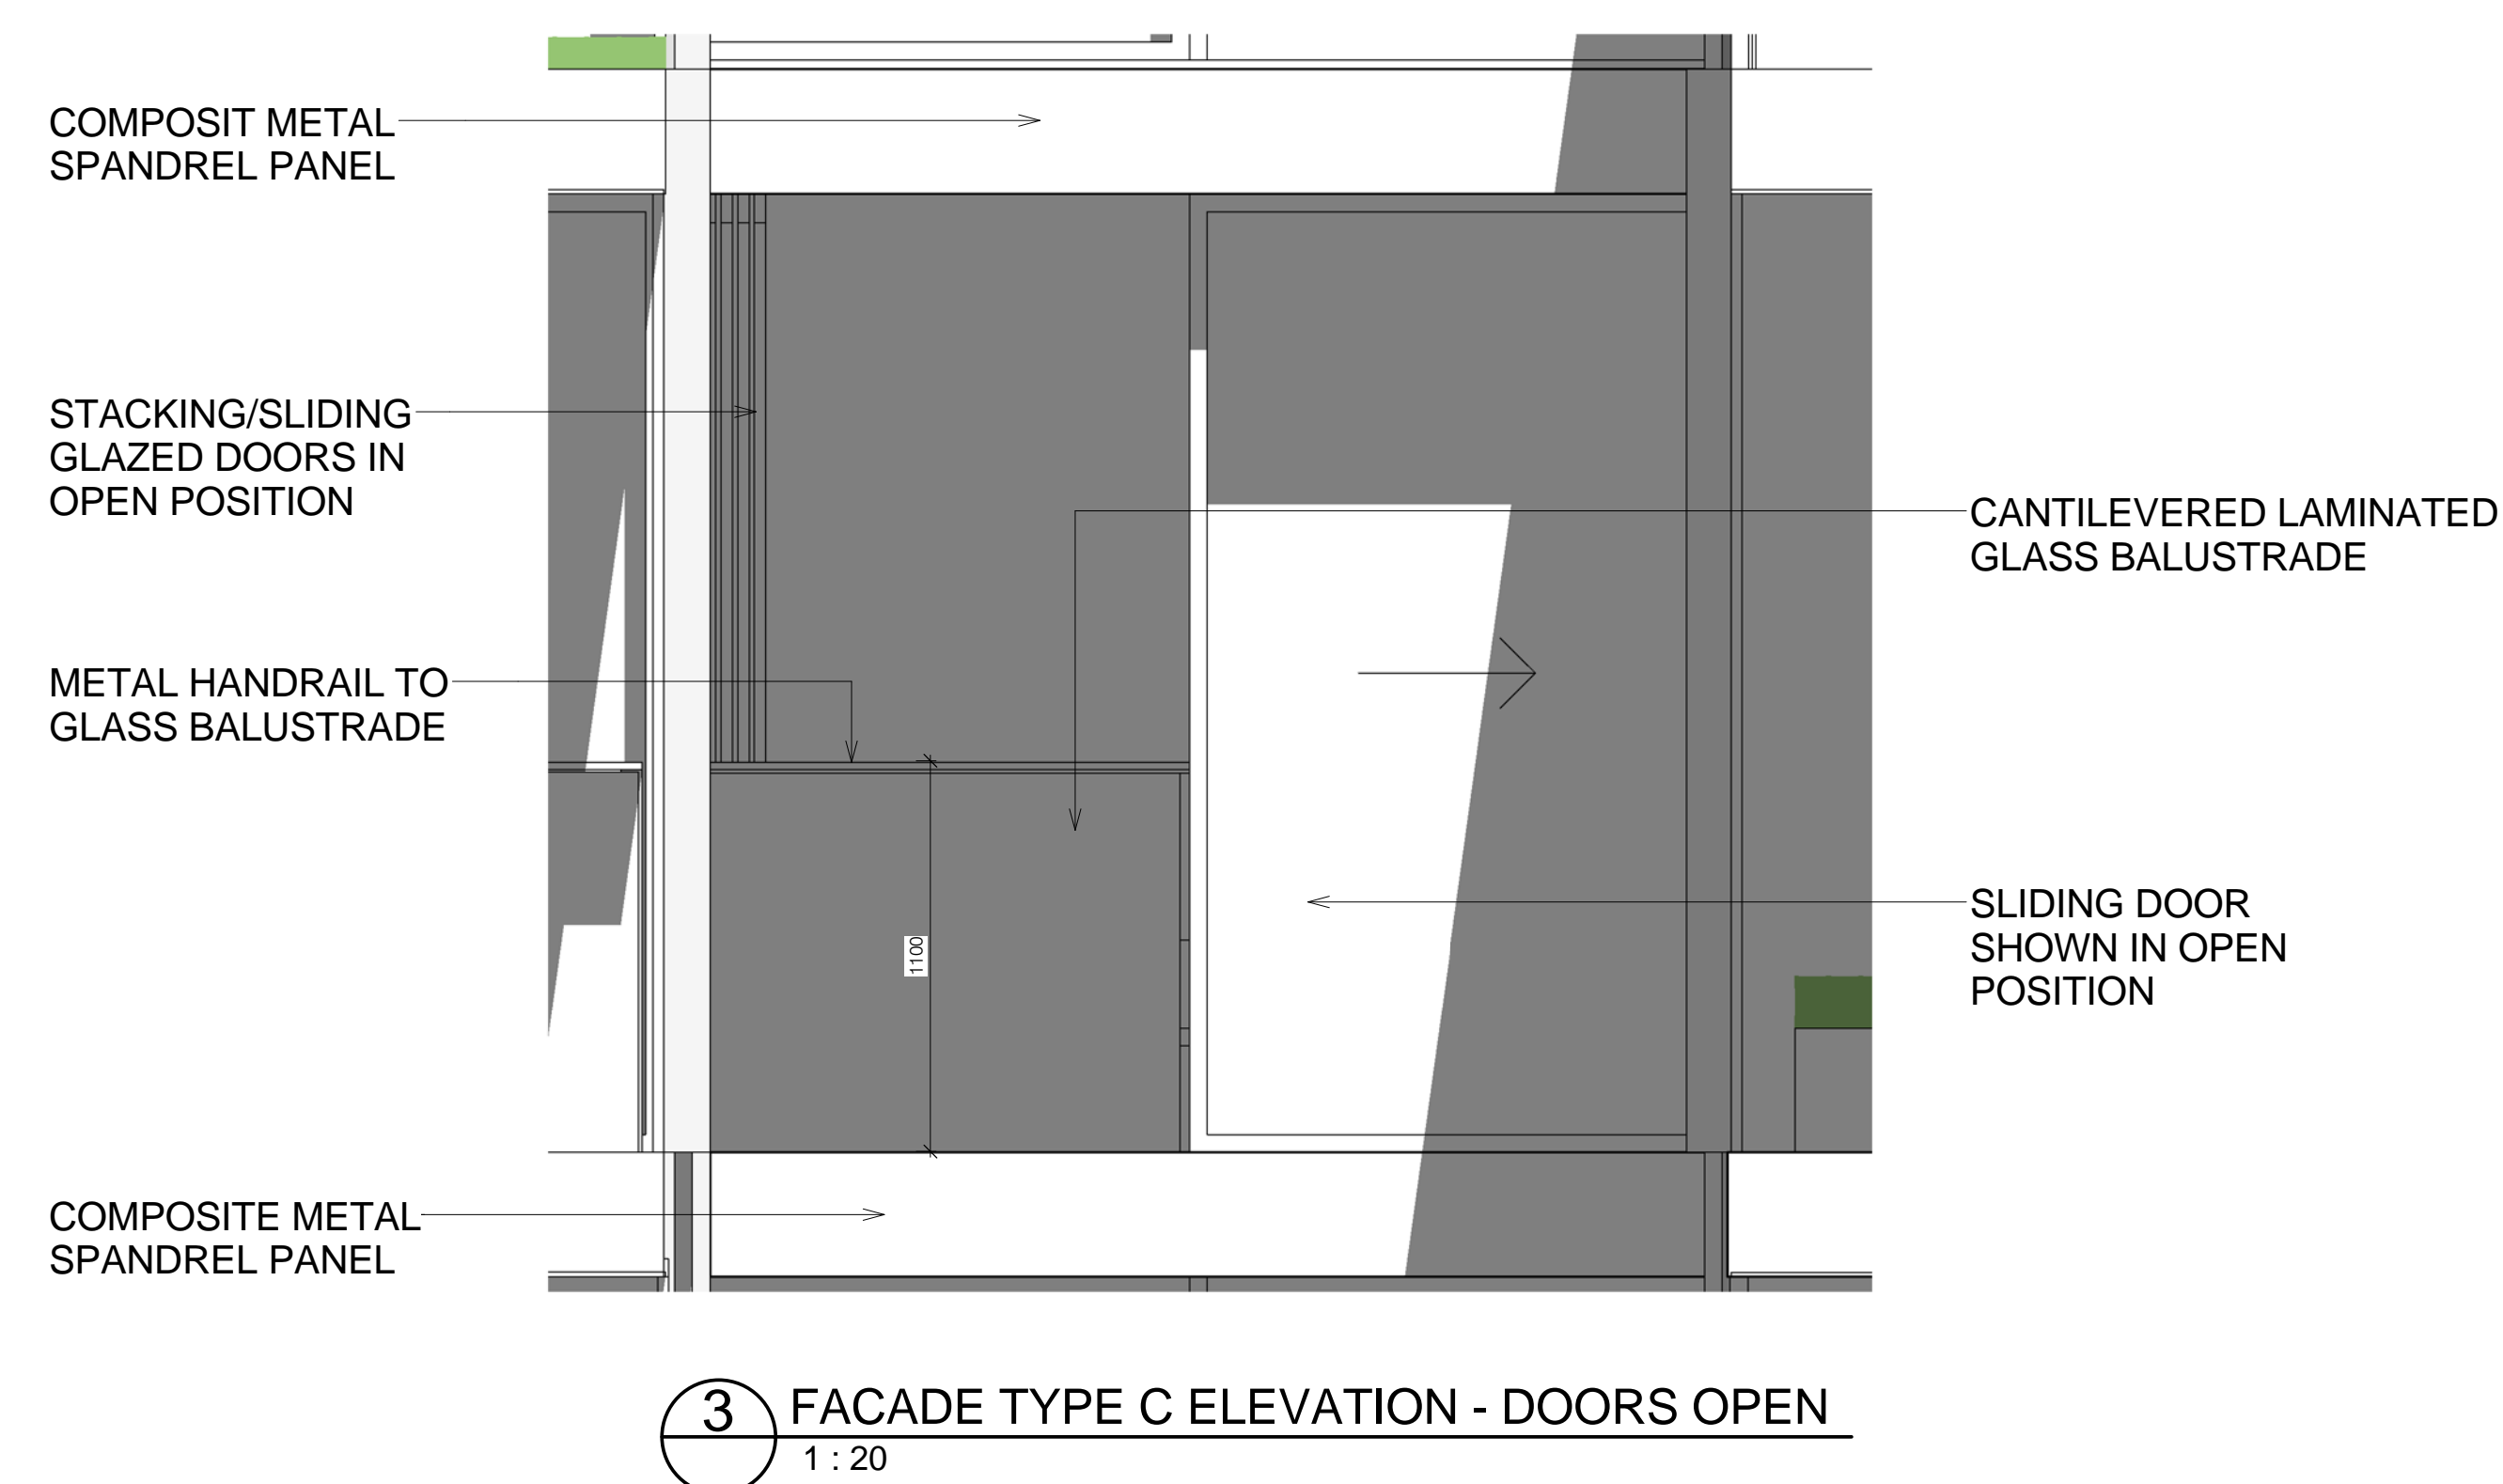 COMPOSIT METAL
SPANDREL PANEL
STACKING/SLIDING
GLAZED DOORS IN
OPEN POSITION
METAL HANDRAIL TO
GLASS BALUSTRADE
COMPOSITE METAL
SPANDREL PANEL
1100
CANTILEVERED LAMINATED
GLASS BALUSTRADE
SLIDING DOOR
SHOWN IN OPEN
POSITION
3
FACADE TYPE C ELEVATION - DOORS OPEN
1 : 20